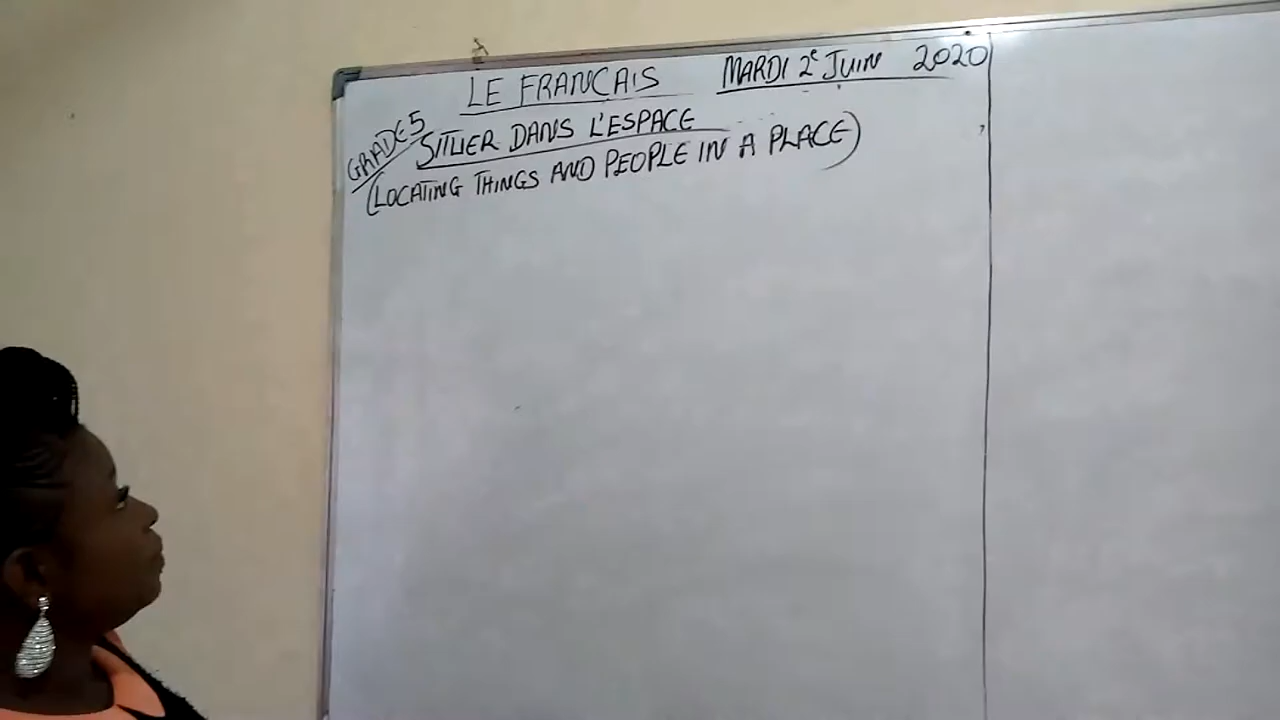 LE FRANCAIS MARDI 2e JUIN 2020
GRADE 5
SITUER DANS L'ESPACE
(LOCATING THINGS AND PEOPLE IN A PLACE)